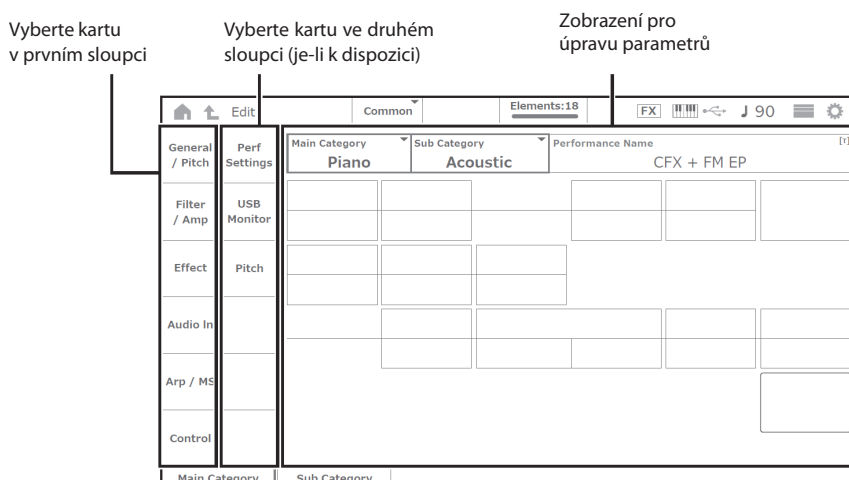 Vyberte kartu
v prvním sloupci
Vyberte kartu ve druhém
sloupci (je-li k dispozici)
Zobrazení pro
úpravu parametrů
Edit
Common
Elements:18
FX
90
General
/ Pitch
Filter
/ Amp
Effect
Audio In
Arp / MS
Control
Perf
Settings
USB
Monitor
Pitch
Main Category
Piano
Sub Category
Acoustic
Performance Name
CFX + FM EP
[T]
Main Category
Sub Category